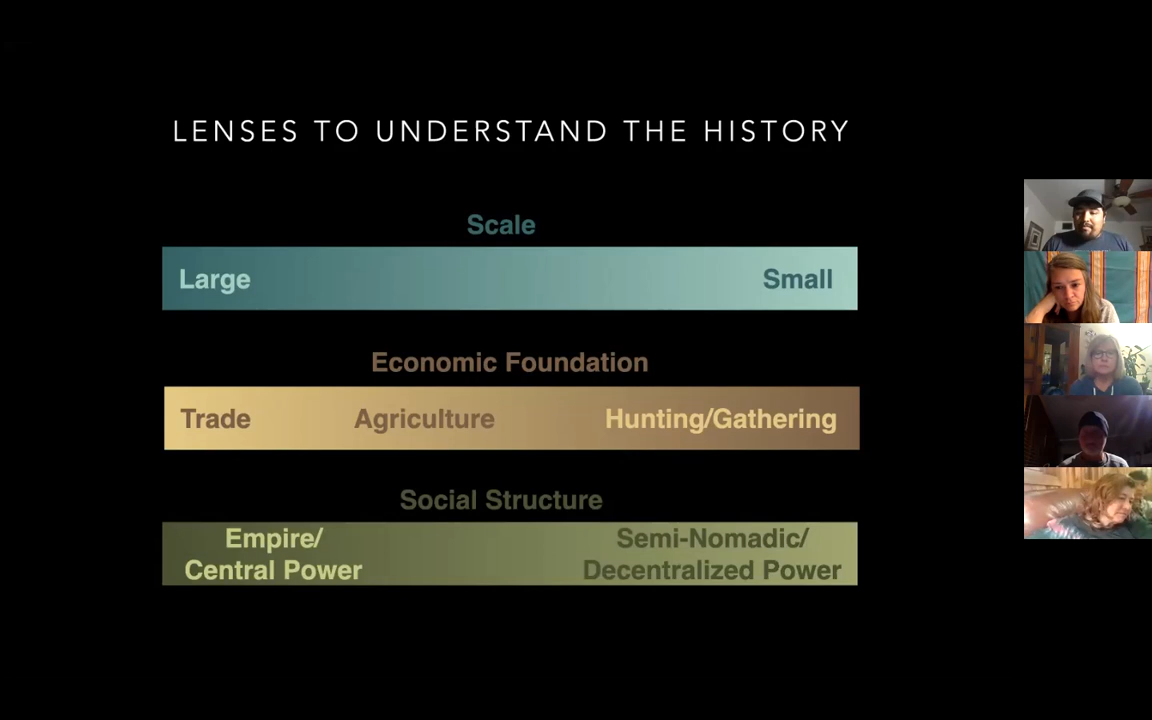 LENSES TO UNDERSTAND THE HISTORY
Scale
Large Small
Economic Foundation
Trade Agriculture Hunting/Gathering
Social Structure
Empire/ Semi-Nomadic/
Central Power Decentralized Power